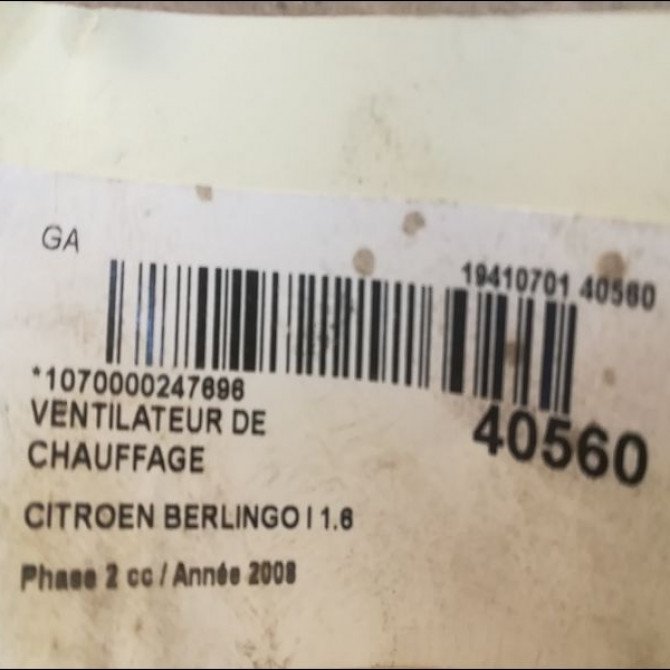 GA
19410701 40560
*1070000247696
VENTILATEUR DE
CHAUFFAGE
40560
CITROEN BERLINGO I 1.6
Phase 2 cc / Année 2008